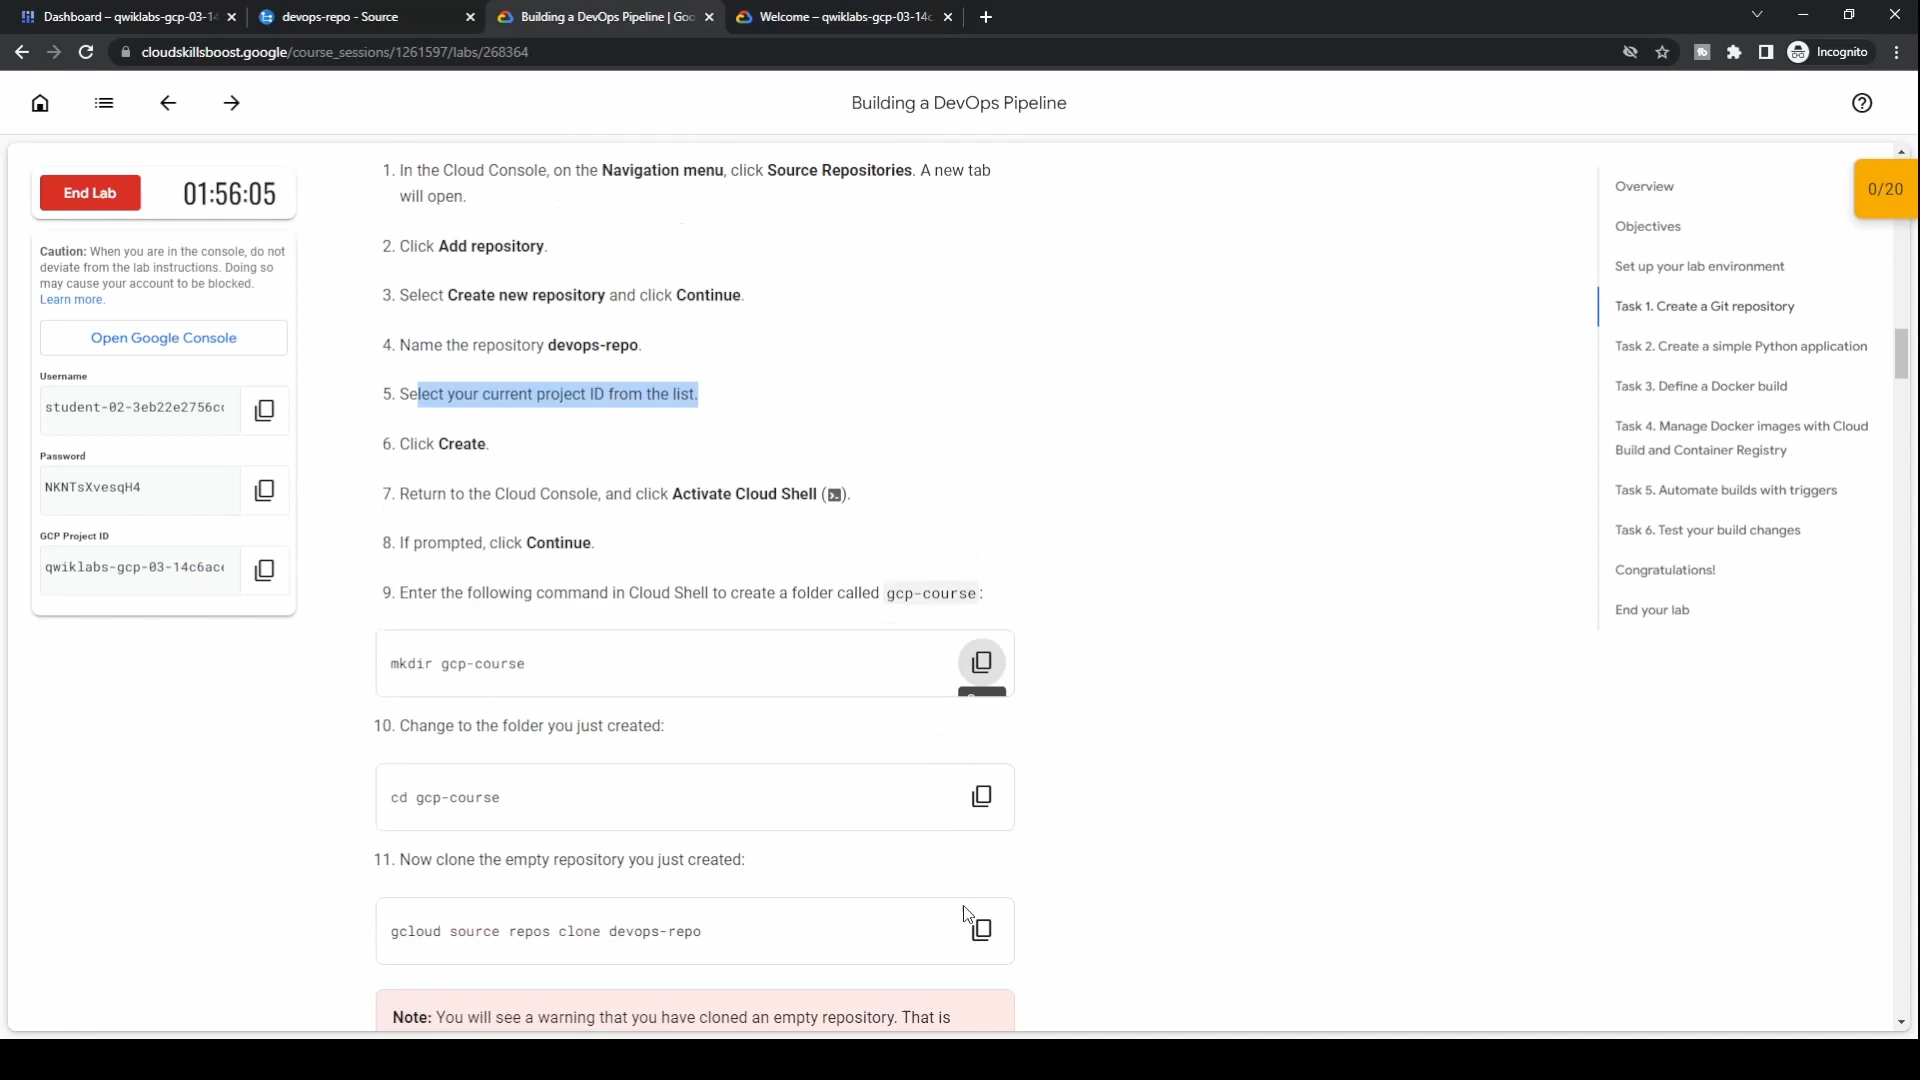 Dashboard – qwiklabs-gcp-03-14
devops-repo - Source
Building a DevOps Pipeline | Goo
Welcome – qwiklabs-gcp-03-14c
cloudskillsboost.google/course_sessions/1261597/labs/268364
Incognito
Building a DevOps Pipeline
End Lab
01:56:05
Caution: When you are in the console, do not
deviate from the lab instructions. Doing so
may cause your account to be blocked.
Learn more.
Open Google Console
Username
student-02-3eb22e2756cc
Password
NKNTsXvesqH4
GCP Project ID
qwiklabs-gcp-03-14c6ace
1. In the Cloud Console, on the Navigation menu, click Source Repositories. A new tab
will open.
2. Click Add repository.
3. Select Create new repository and click Continue.
4. Name the repository devops-repo.
5. Select your current project ID from the list.
6. Click Create.
7. Return to the Cloud Console, and click Activate Cloud Shell ( ).
8. If prompted, click Continue.
9. Enter the following command in Cloud Shell to create a folder called gcp-course:
mkdir gcp-course
10. Change to the folder you just created:
cd gcp-course
11. Now clone the empty repository you just created:
gcloud source repos clone devops-repo
Note: You will see a warning that you have cloned an empty repository. That is
Overview
Objectives
Set up your lab environment
Task 1. Create a Git repository
Task 2. Create a simple Python application
Task 3. Define a Docker build
Task 4. Manage Docker images with Cloud
Build and Container Registry
Task 5. Automate builds with triggers
Task 6. Test your build changes
Congratulations!
End your lab
0/20